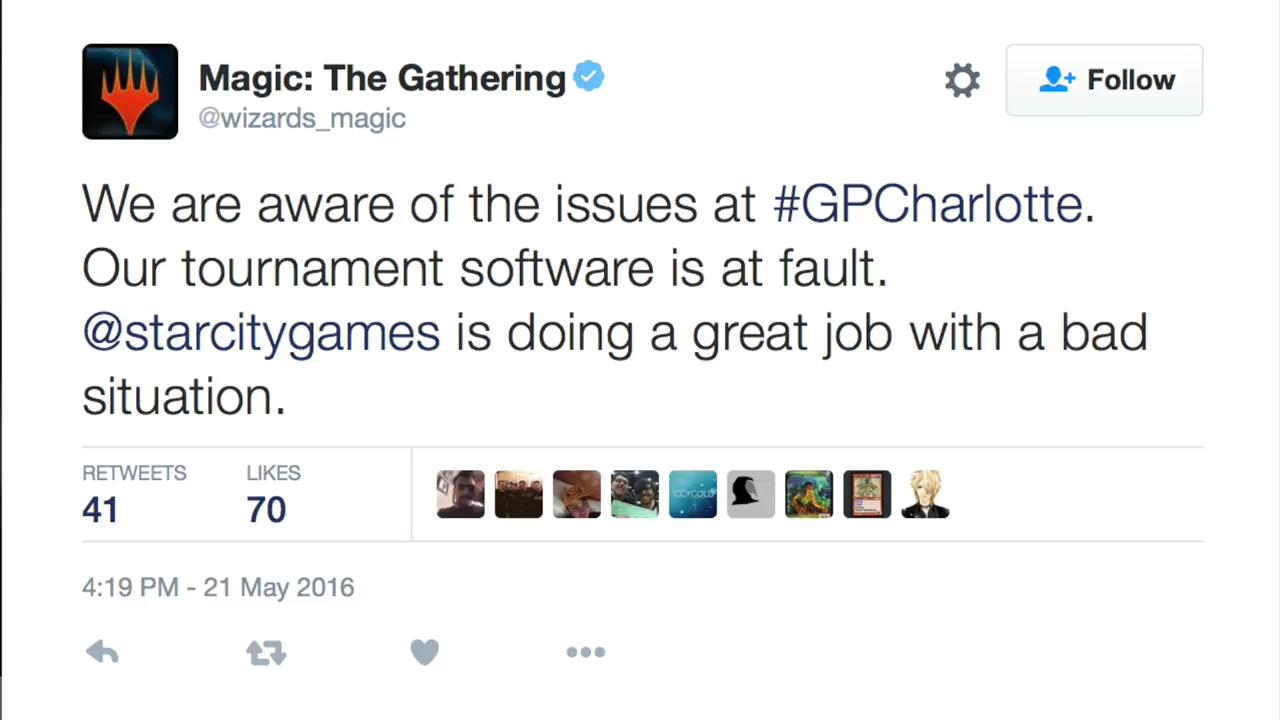 Magic: The Gathering
@wizards_magic
Follow
We are aware of the issues at #GPCharlotte.
Our tournament software is at fault.
@starcitygames is doing a great job with a bad
situation.
RETWEETS LIKES
41 70
ICCYCOLD
4:19 PM - 21 May 2016